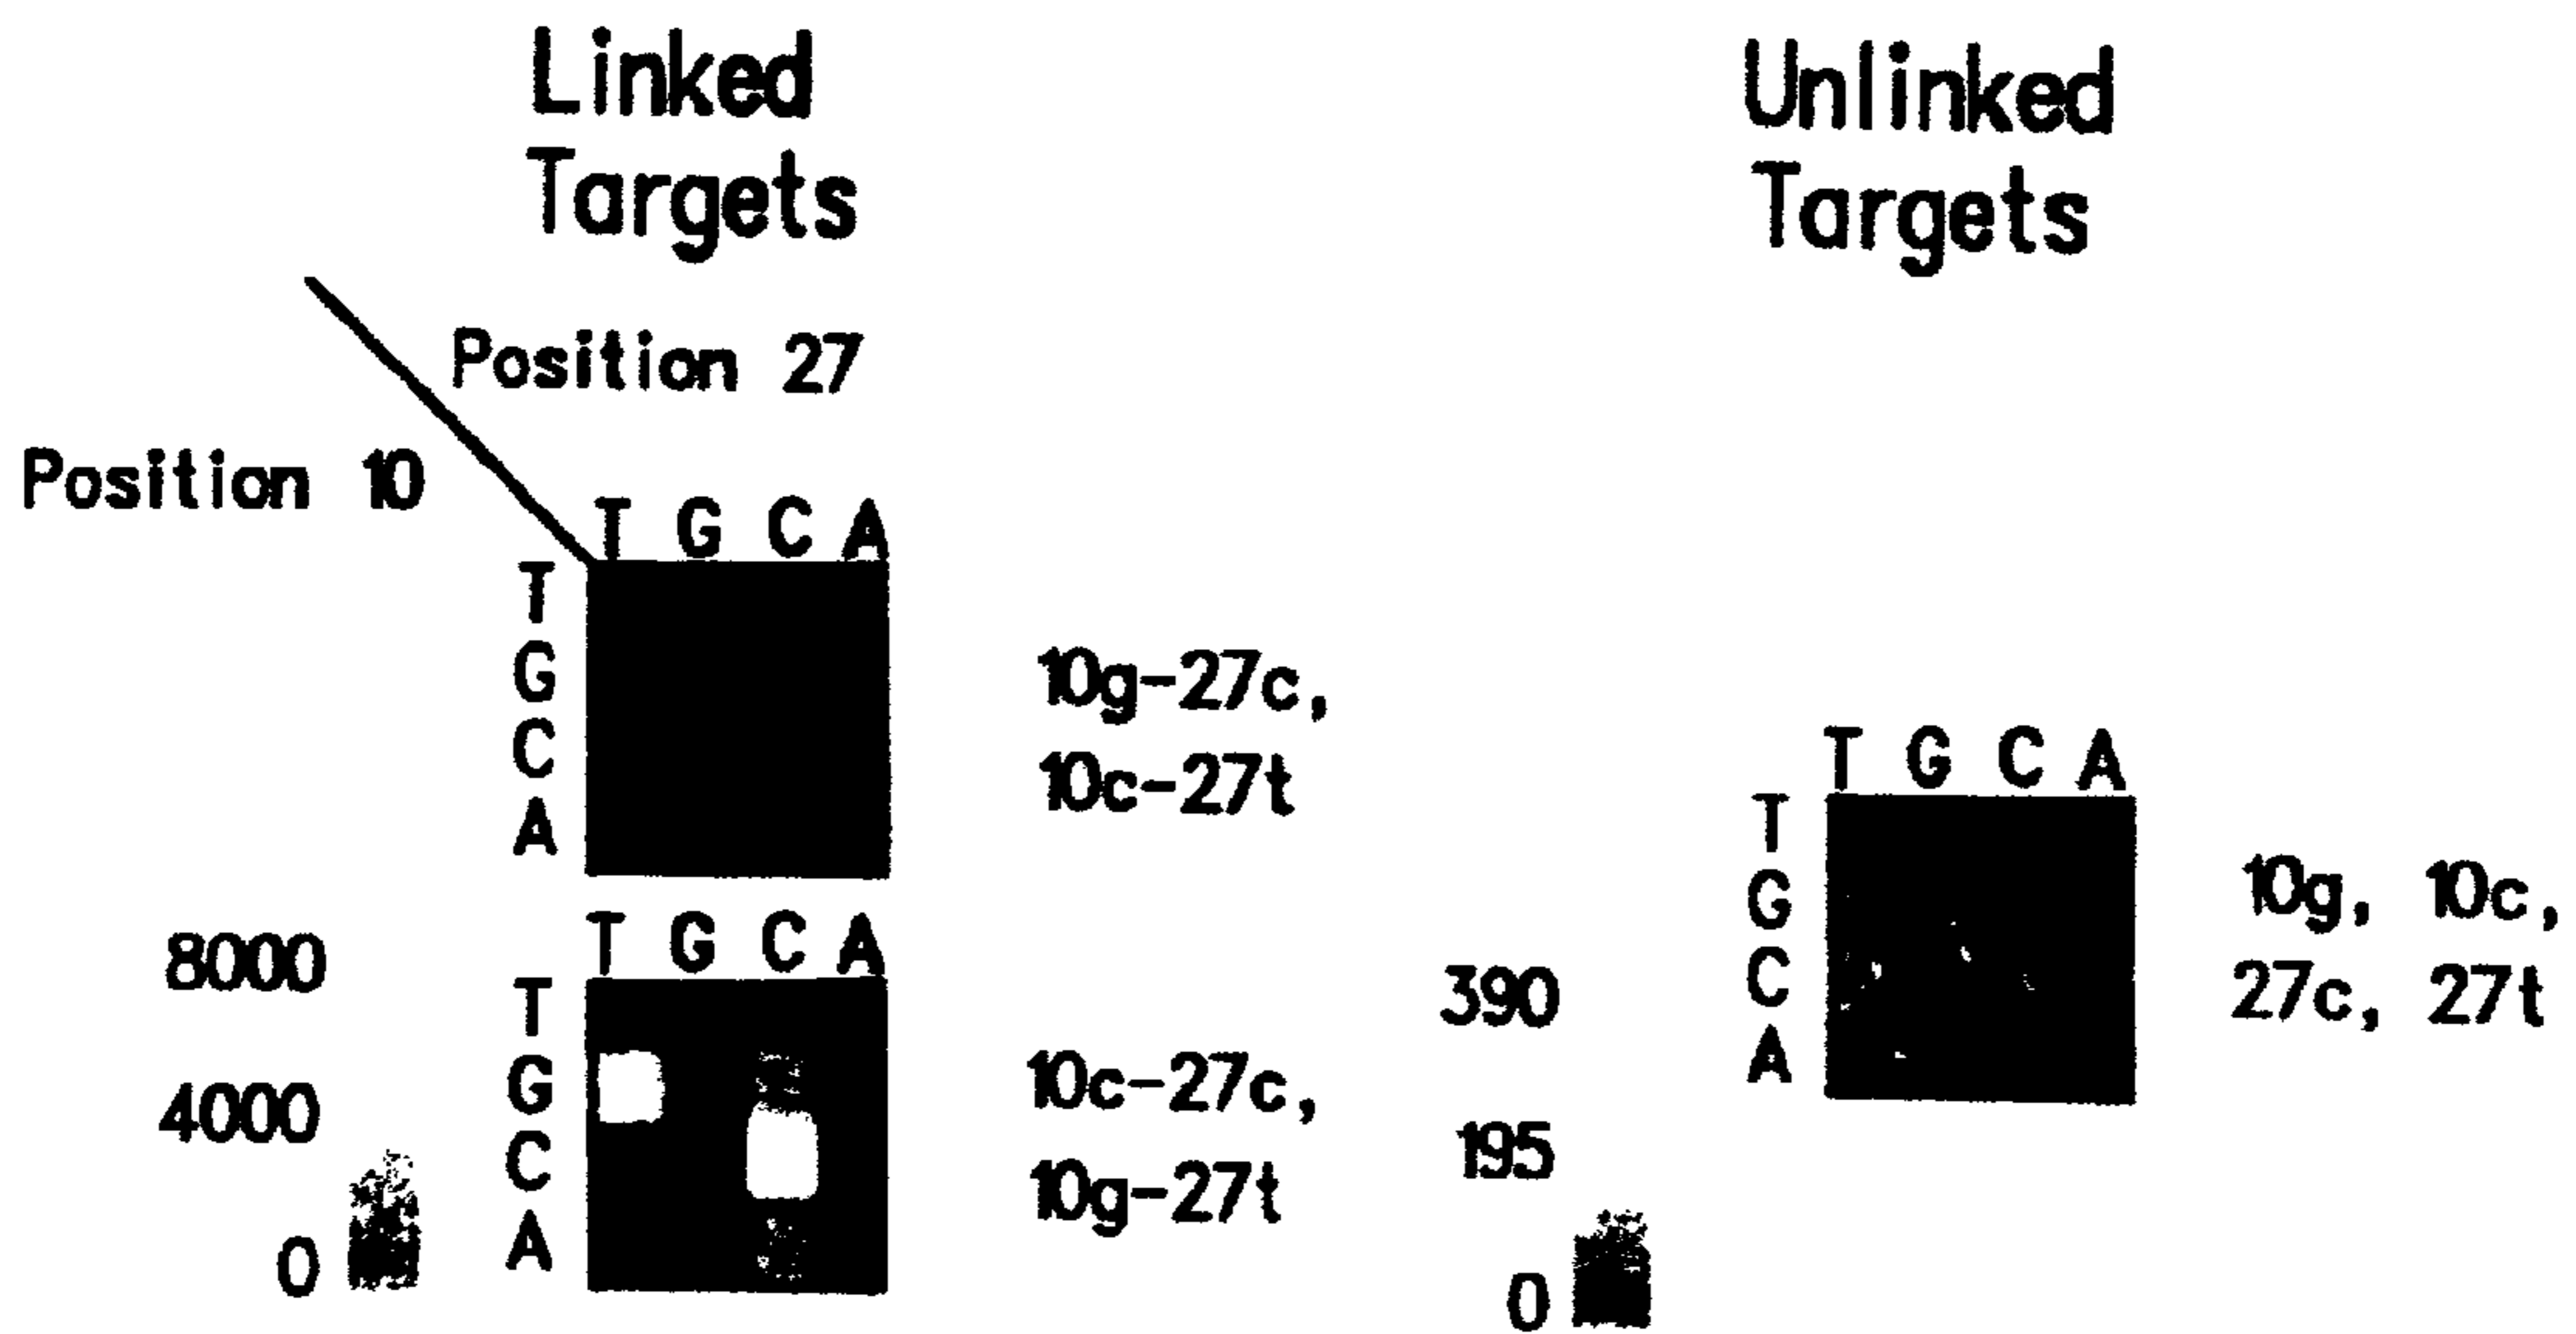 Linked
Targets
Unlinked
Targets
Position 27
Position 10
T G C A
T
G
C
A
10g-27c,
10c-27t
8000
4000
0
T G C A
T
G
C
A
10c-27c,
10g-27t
T G C A
T
G
C
A
10g, 10c,
27c, 27t
390
195
0